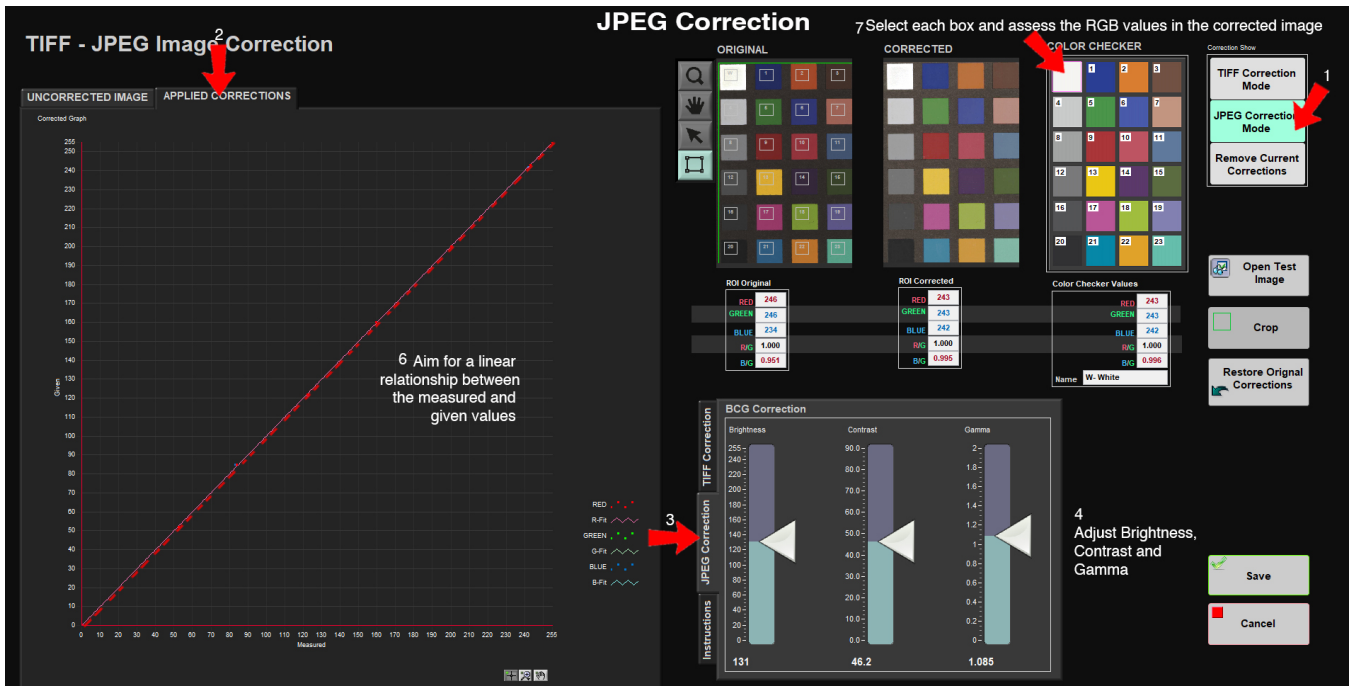 JPEG Correction
TIFF - JPEG Image Correction
2
7 Select each box and assess the RGB values in the corrected image
UNCORRECTED IMAGE
APPLIED CORRECTIONS
Corrected Graph
255
250
240
230
220
210
200
190
180
170
160
150
140
130
120
110
100
90
80
70
60
50
40
30
20
10
0
Given
0 10 20 30 40 50 60 70 80 90 100 110 120 130 140 150 160 170 180 190 200 210 220 230 240 255
Measured
6 Aim for a linear
relationship between
the measured and
given values
RED
R-Fit
GREEN
G-Fit
BLUE
B-Fit
3
ORIGINAL
CORRECTED
COLOR CHECKER
1 2 3
4 5 6 7
8 9 10 11
12 13 14 15
16 17 18 19
20 21 22 23
ROI Original
RED 246
GREEN 246
BLUE 234
R/G 1.000
B/G 0.951
ROI Corrected
RED 243
GREEN 243
BLUE 242
R/G 1.000
B/G 0.995
Color Checker Values
RED 243
GREEN 243
BLUE 242
R/G 1.000
B/G 0.996
Name W- White
TIFF Correction
JPEG Correction
Instructions
BCG Correction
Brightness
255
240
220
200
180
160
140
120
100
80
60
40
20
0
131
Contrast
90.0
80.0
70.0
60.0
50.0
40.0
30.0
20.0
10.0
0.0
46.2
Gamma
2
1.8
1.6
1.4
1.2
1
0.8
0.6
0.4
0.2
0
1.085
4
Adjust Brightness,
Contrast and
Gamma
Correction Show
1
TIFF Correction
Mode
JPEG Correction
Mode
Remove Current
Corrections
Open Test
Image
Crop
Restore Orignal
Corrections
Save
Cancel